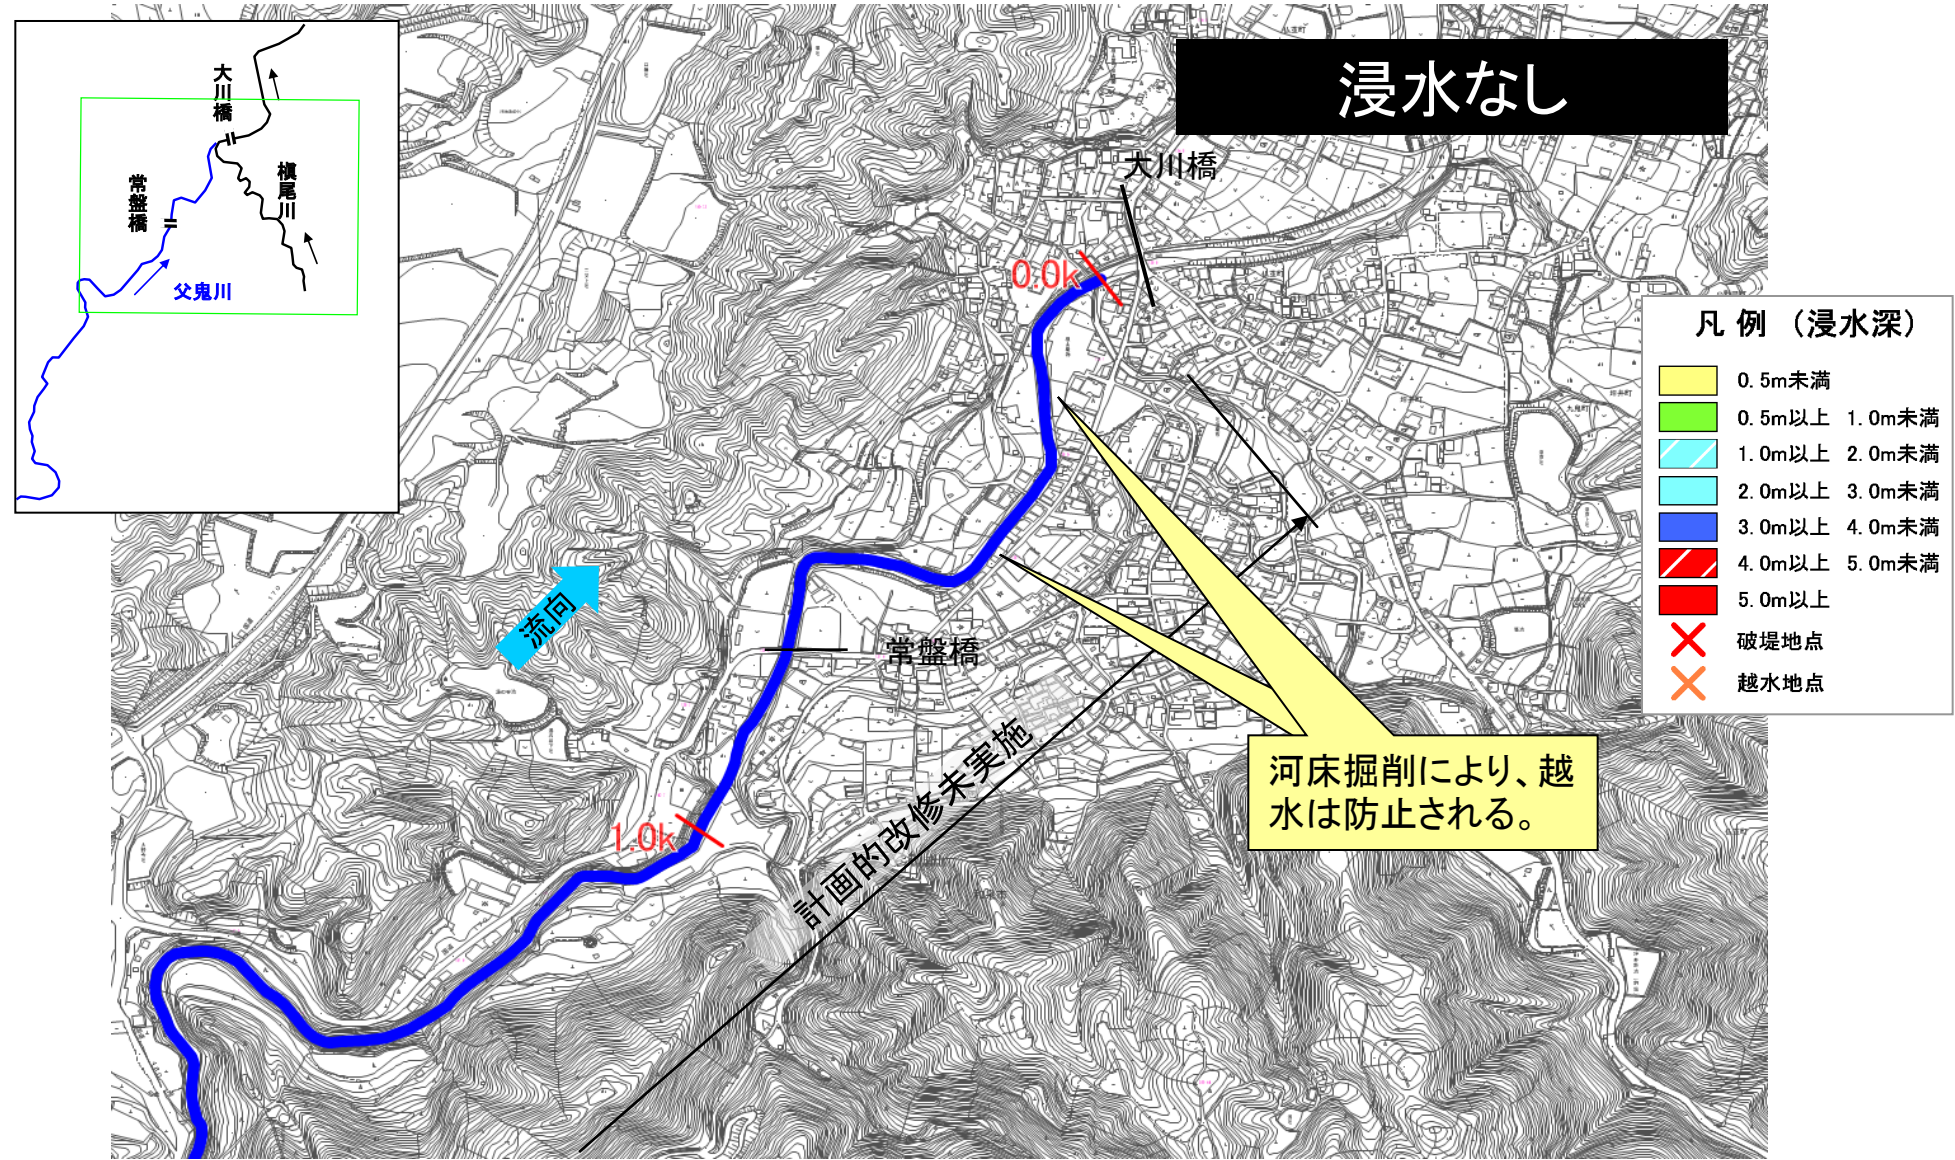 浸水なし
大川橋
槇尾川
常盤橋
父鬼川
大川橋
0.0k
凡 例 （浸水深）
0.5m未満
0.5m以上 1.0m未満
1.0m以上 2.0m未満
2.0m以上 3.0m未満
3.0m以上 4.0m未満
4.0m以上 5.0m未満
5.0m以上
破堤地点
越水地点
流向
常盤橋
計画的改修未実施
河床掘削により、越
水は防止される。
1.0k